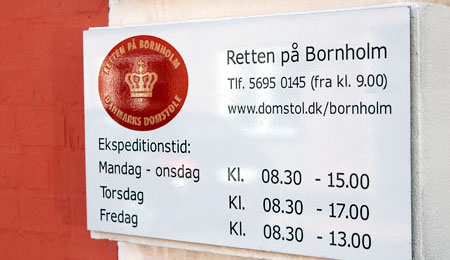 RETTEN PÅ BORNHOLM
DANMARKS DOMSTOLE
Retten på Bornholm
Tlf. 5695 0145 (fra kl. 9.00)
www.domstol.dk/bornholm
Ekspeditionstid:
Mandag - onsdag Kl. 08.30 - 15.00
Torsdag Kl. 08.30 - 17.00
Fredag Kl. 08.30 - 13.00